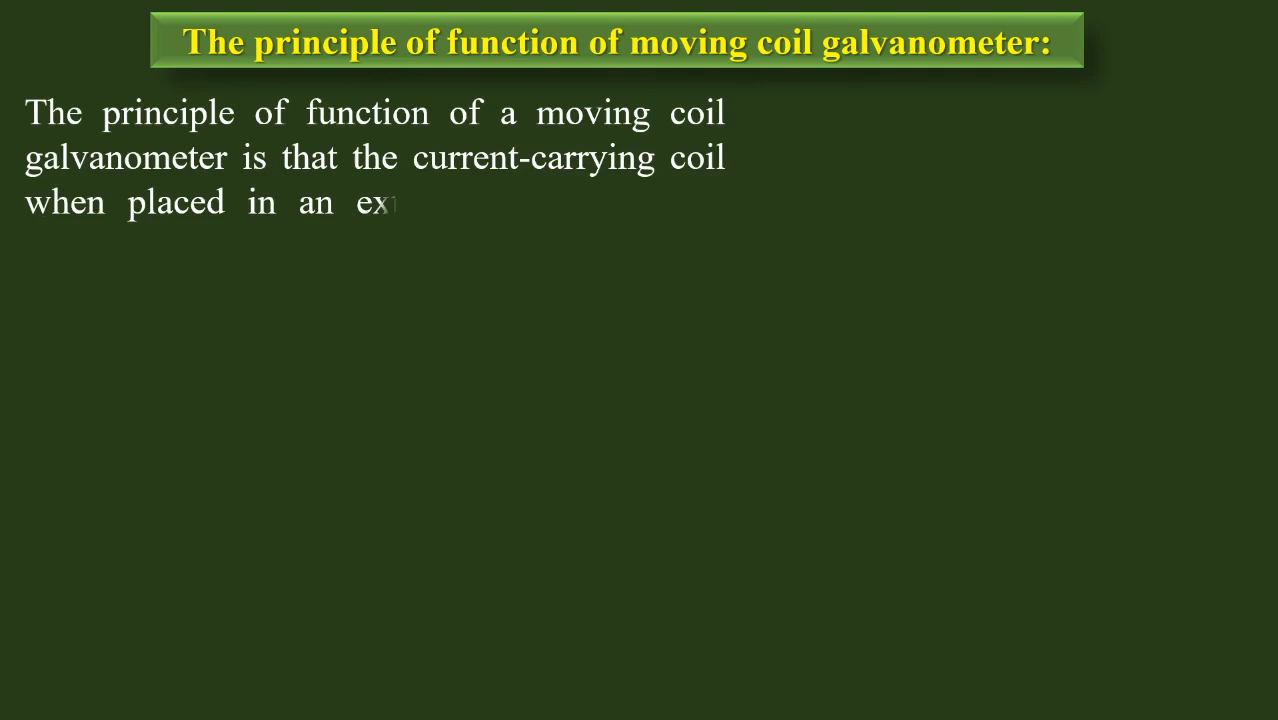 The principle of function of moving coil galvanometer:
The principle of function of a moving coil
galvanometer is that the current-carrying coil
when placed in an